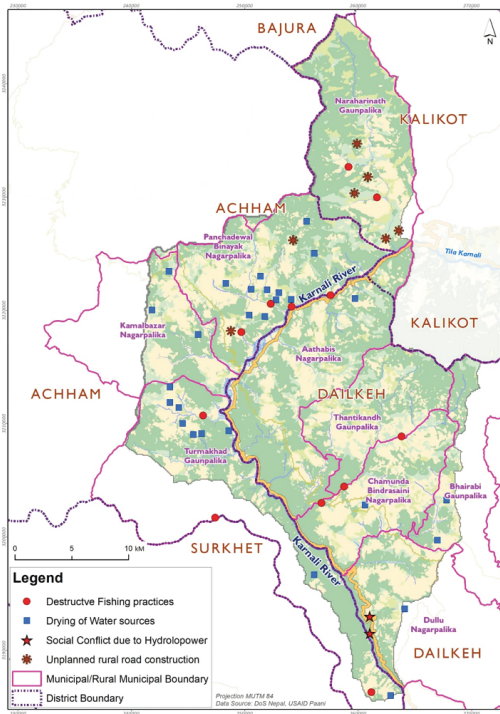 BAJURA
N
Naraharinath
Gaunpalika
KALIKOT
ACHHAM
Panchadewal
Binayak
Nagarpalika
Karnali River
Tila Karnali
Kamalbazar
Nagarpalika
KALIKOT
Aathabis
Nagarpalika
ACHHAM
DAILKEH
Thantikandh
Gaunpalika
Turmakhad
Gaunpalika
Chamunda
Bindrasaini
Nagarpalika
Bhairabi
Gaunpalika
SURKHET
Karnali River
0 5 10 kM
Dullu
Nagarpalika
DAILKEH
Legend
Destructve Fishing practices
Drying of Water sources
Social Conflict due to Hydrolopower
Unplanned rural road construction
Municipal/Rural Municipal Boundary
District Boundary
Projection MUTM 84
Data Source: DoS Nepal, USAID Paani